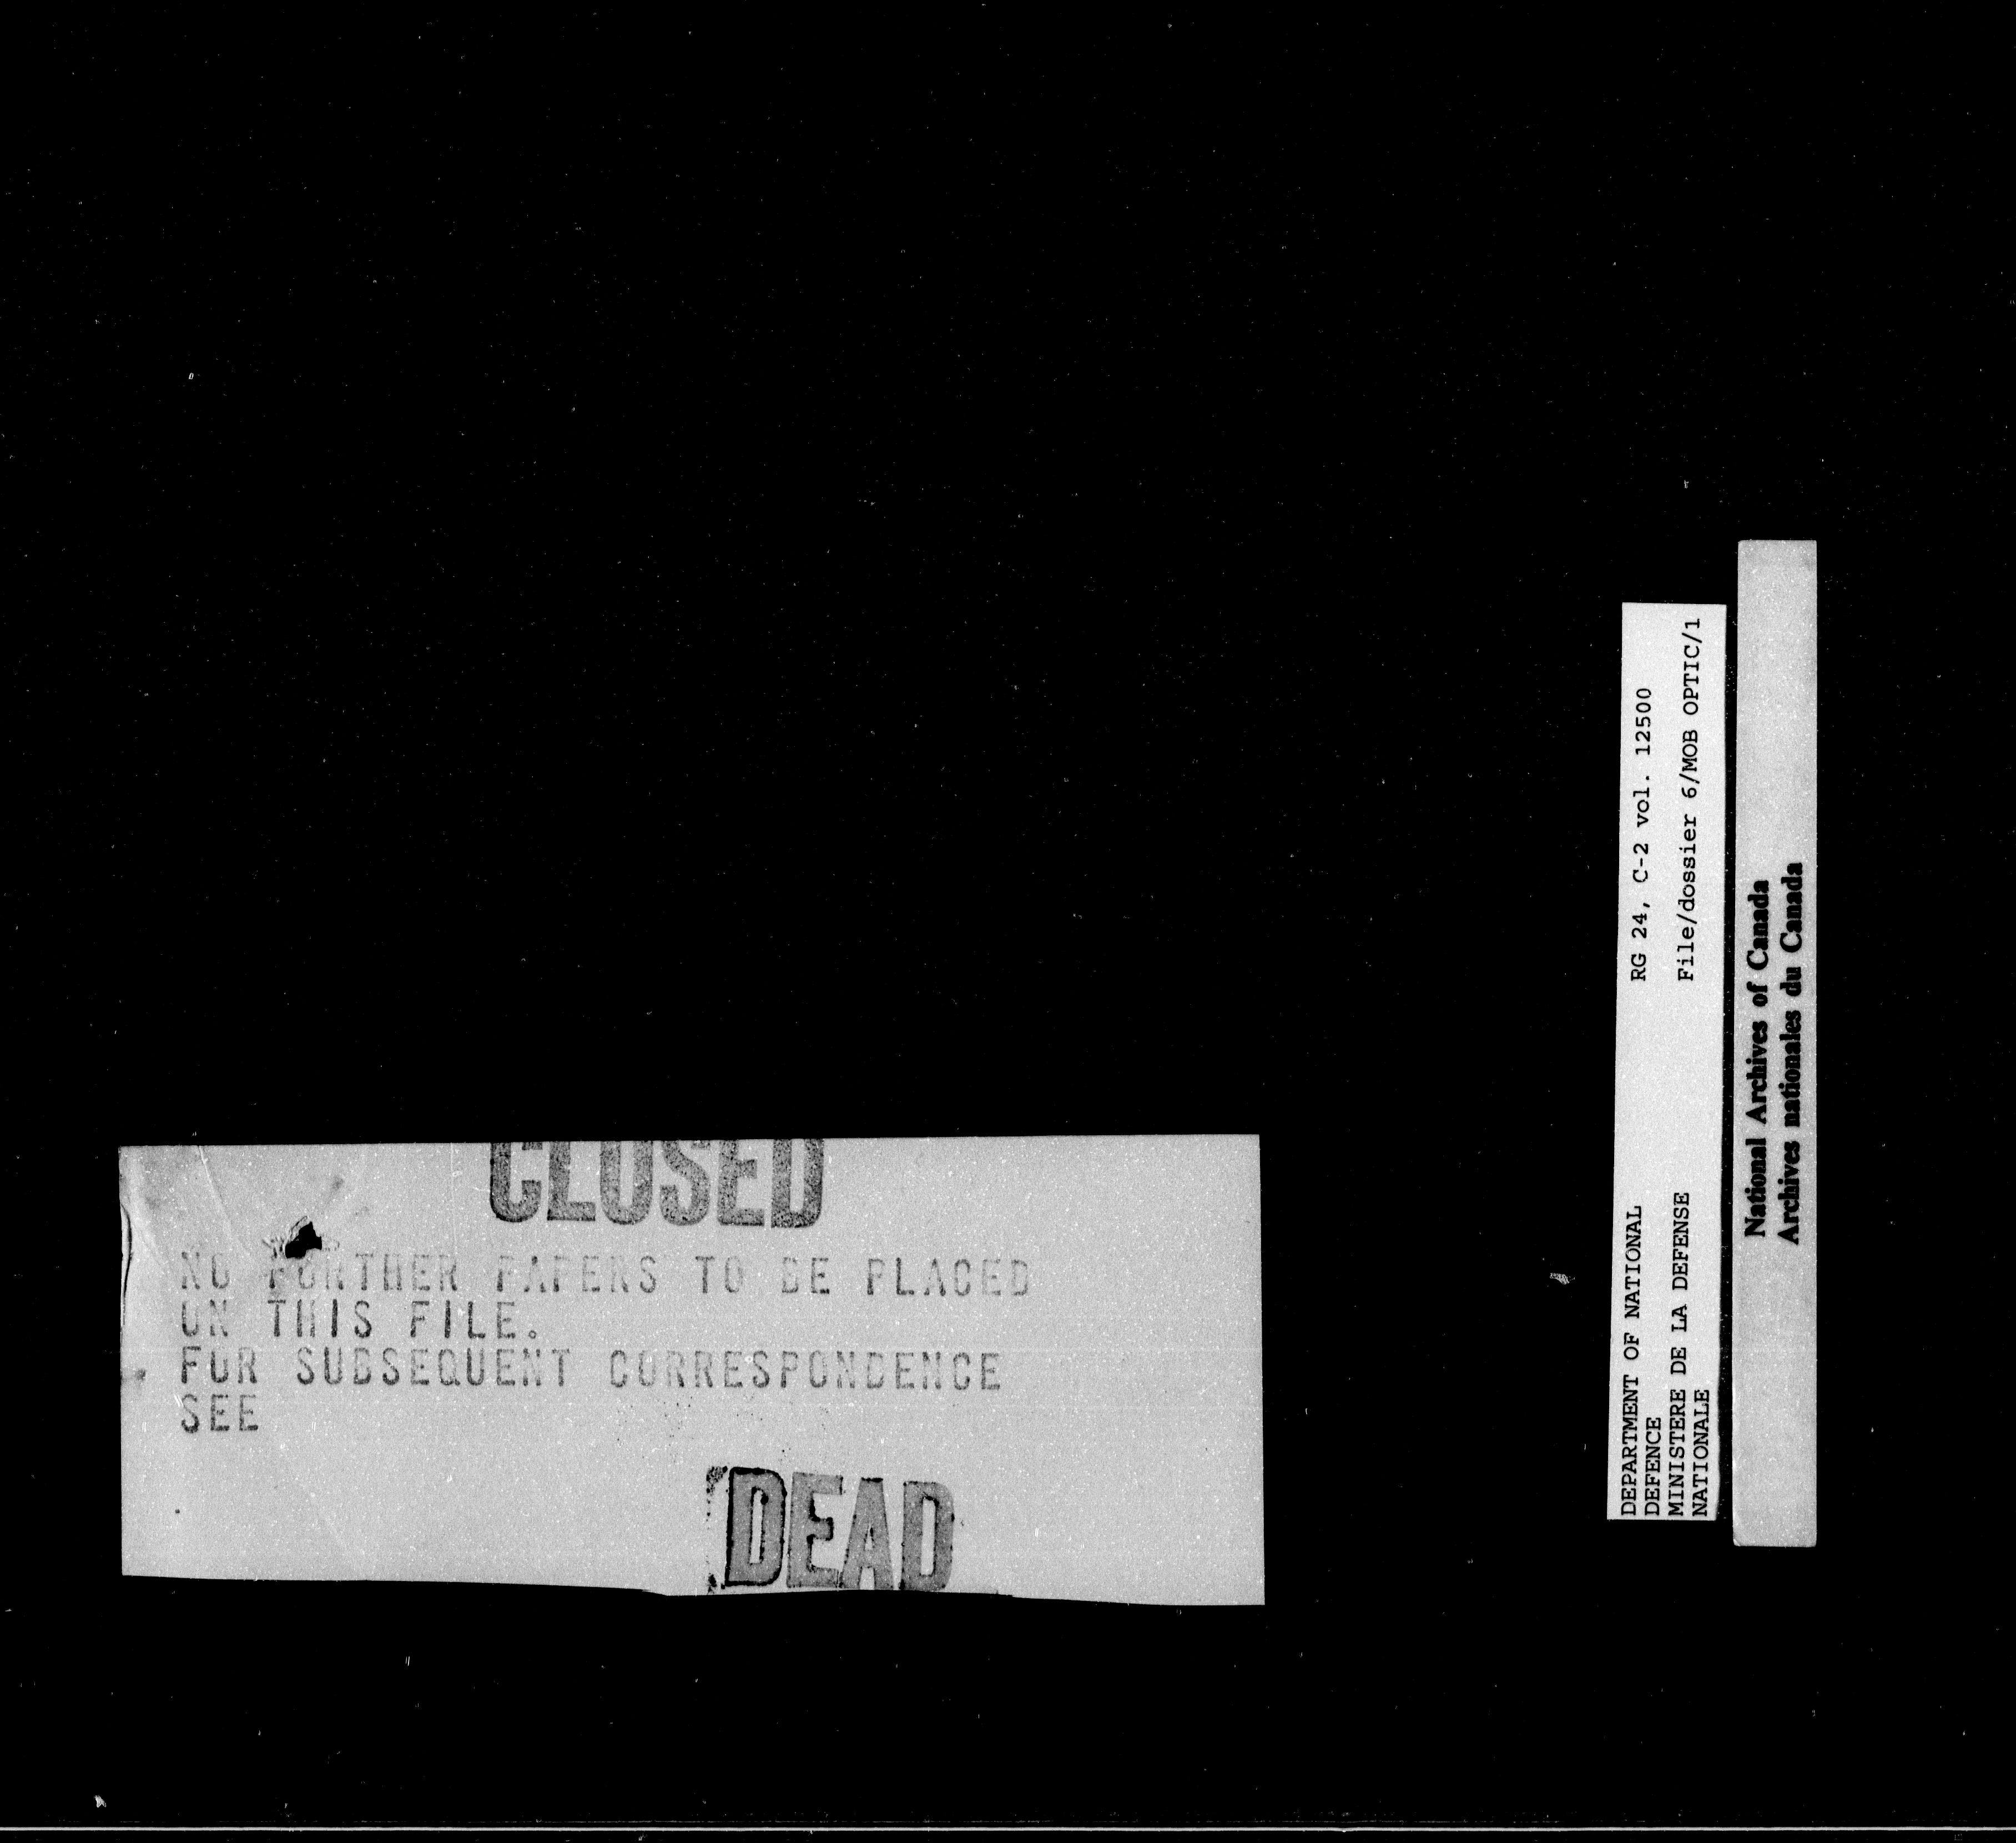 CLOSED
NO FURTHER PAPERS TO BE PLACED
ON THIS FILE.
FOR SUBSEQUENT CORRESPONDENCE
SEE
DEAD
DEPARTMENT OF NATIONAL
DEFENCE
MINISTERE DE LA DEFENSE
NATIONALE
RG 24, C-2 vol. 12500
File/dossier 6/MOB OPTIC/1
National Archives of Canada
Archives nationales du Canada